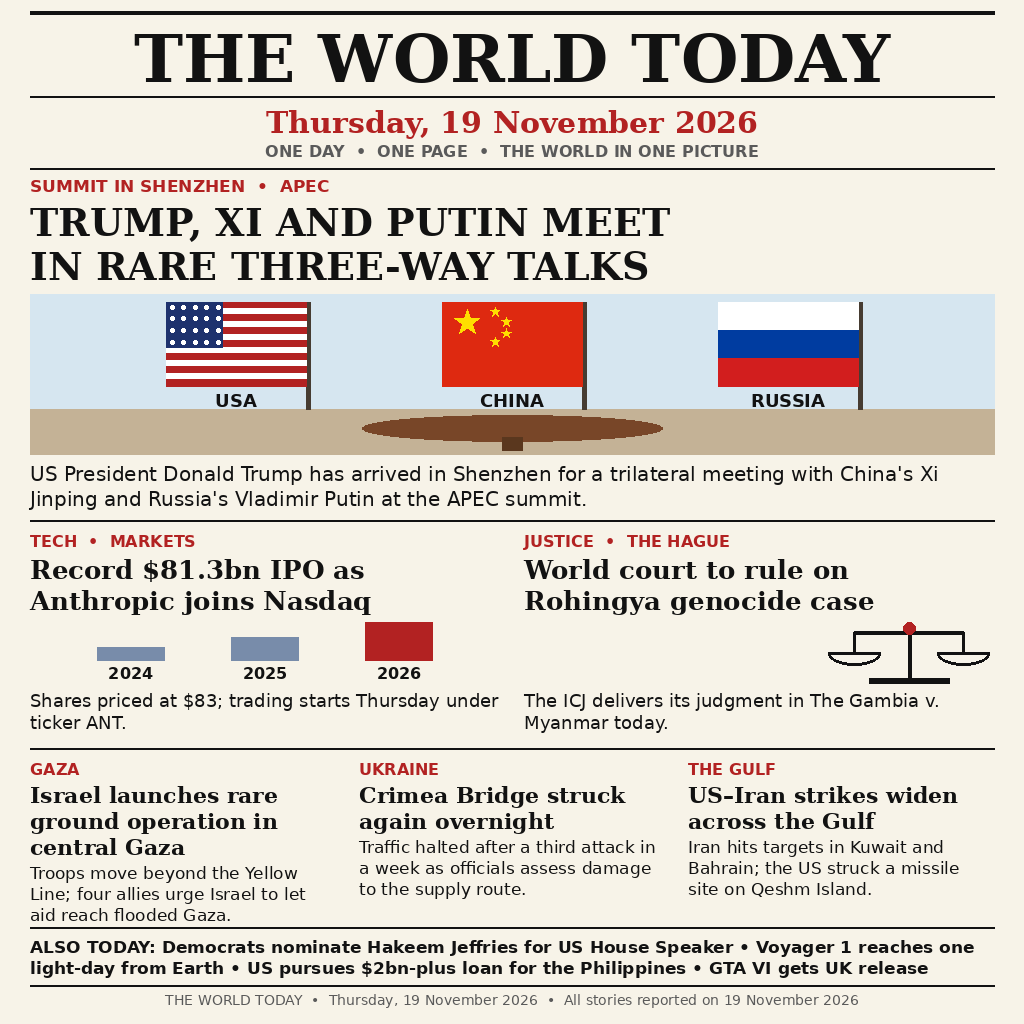 THE WORLD TODAY
Thursday, 19 November 2026
ONE DAY • ONE PAGE • THE WORLD IN ONE PICTURE
SUMMIT IN SHENZHEN • APEC
TRUMP, XI AND PUTIN MEET
IN RARE THREE-WAY TALKS
USA
CHINA
RUSSIA
US President Donald Trump has arrived in Shenzhen for a trilateral meeting with China's Xi
Jinping and Russia's Vladimir Putin at the APEC summit.
TECH • MARKETS
Record $81.3bn IPO as
Anthropic joins Nasdaq
2024
2025
2026
Shares priced at $83; trading starts Thursday under
ticker ANT.
JUSTICE • THE HAGUE
World court to rule on
Rohingya genocide case
The ICJ delivers its judgment in The Gambia v.
Myanmar today.
GAZA
Israel launches rare
ground operation in
central Gaza
Troops move beyond the Yellow
Line; four allies urge Israel to let
aid reach flooded Gaza.
UKRAINE
Crimea Bridge struck
again overnight
Traffic halted after a third attack in
a week as officials assess damage
to the supply route.
THE GULF
US–Iran strikes widen
across the Gulf
Iran hits targets in Kuwait and
Bahrain; the US struck a missile
site on Qeshm Island.
ALSO TODAY: Democrats nominate Hakeem Jeffries for US House Speaker • Voyager 1 reaches one
light-day from Earth • US pursues $2bn-plus loan for the Philippines • GTA VI gets UK release
THE WORLD TODAY • Thursday, 19 November 2026 • All stories reported on 19 November 2026